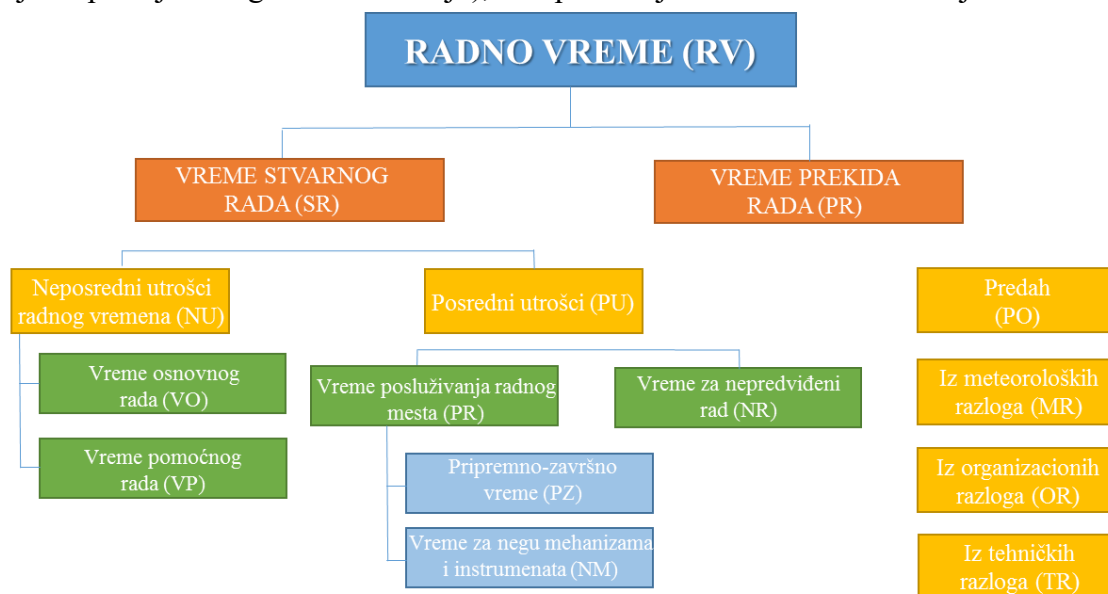 RADNO VREME (RV)
VREME STVARNOG
RADA (SR)
VREME PREKIDA
RADA (PR)
Neposredni utrošci
radnog vremena (NU)
Posredni utrošci (PU)
Predah
(PO)
Vreme osnovnog
rada (VO)
Vreme posluživanja radnog
mesta (PR)
Vreme za nepredviđeni
rad (NR)
Iz meteoroloških
razloga (MR)
Vreme pomoćnog
rada (VP)
Pripremno-završno
vreme (PZ)
Iz organizacionih
razloga (OR)
Vreme za negu mehanizama
i instrumenata (NM)
Iz tehničkih
razloga (TR)